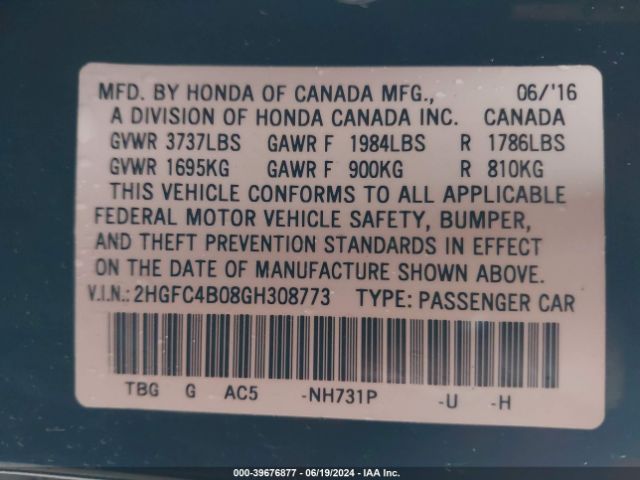 MFD. BY HONDA OF CANADA MFG., 06/'16
A DIVISION OF HONDA CANADA INC. CANADA
GVWR 3737LBS GAWR F 1984LBS R 1786LBS
GVWR 1695KG GAWR F 900KG R 810KG
THIS VEHICLE CONFORMS TO ALL APPLICABLE
FEDERAL MOTOR VEHICLE SAFETY, BUMPER,
AND THEFT PREVENTION STANDARDS IN EFFECT
ON THE DATE OF MANUFACTURE SHOWN ABOVE.
V.I.N.: 2HGFC4B08GH308773 TYPE: PASSENGER CAR
TBG G AC5 -NH731P -U -H
000-39676877 - 06/19/2024 - IAA Inc.